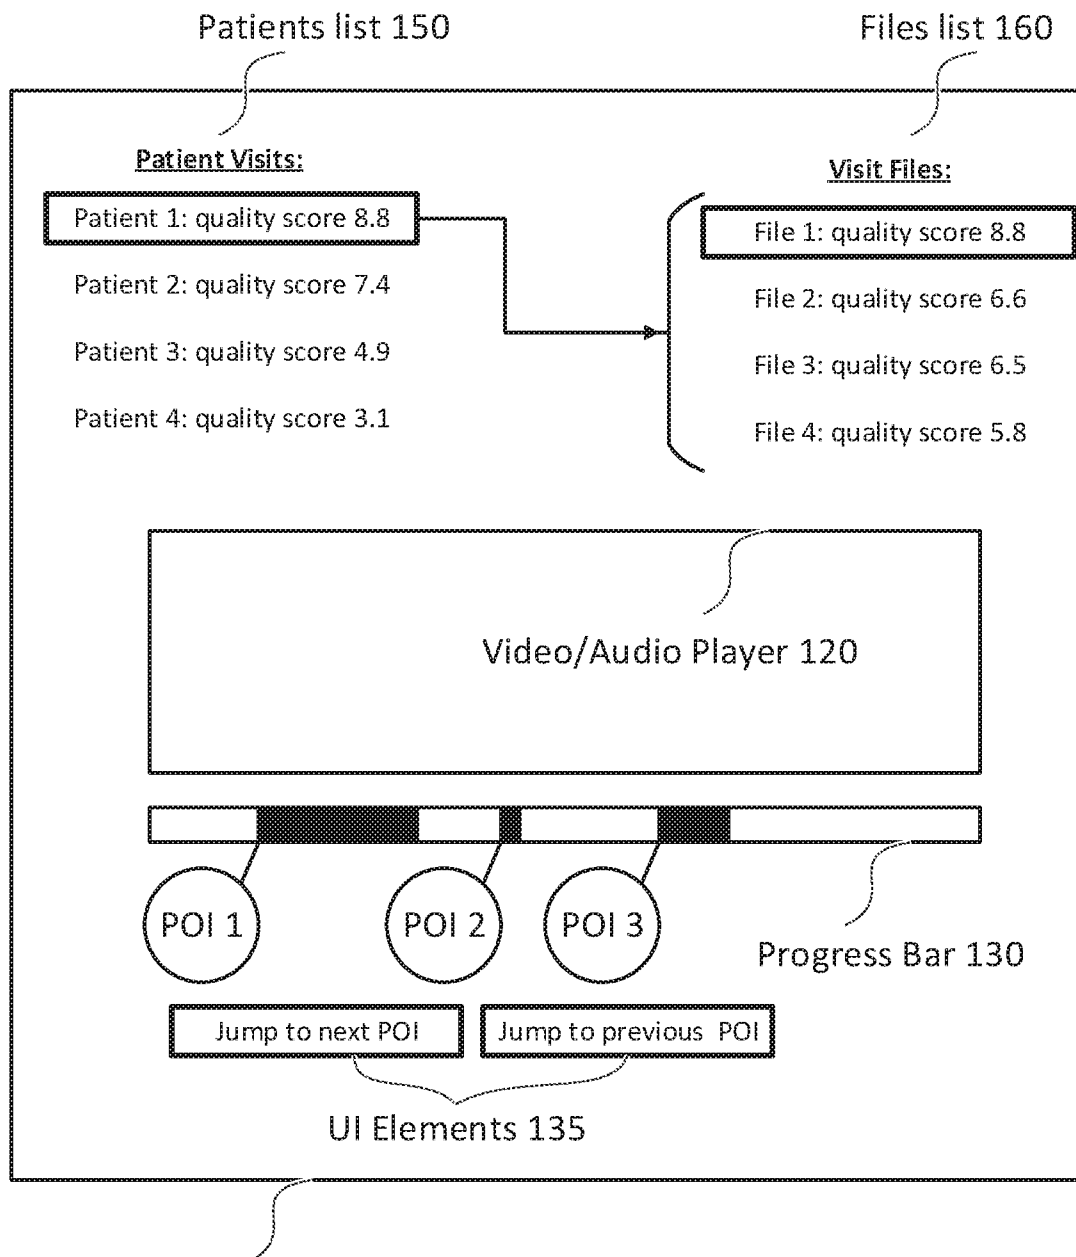 Patients list 150
Files list 160
Patient Visits:
Patient 1: quality score 8.8
Patient 2: quality score 7.4
Patient 3: quality score 4.9
Patient 4: quality score 3.1
Visit Files:
File 1: quality score 8.8
File 2: quality score 6.6
File 3: quality score 6.5
File 4: quality score 5.8
Video/Audio Player 120
POI 1
POI 2
POI 3
Progress Bar 130
Jump to next POI
Jump to previous POI
UI Elements 135